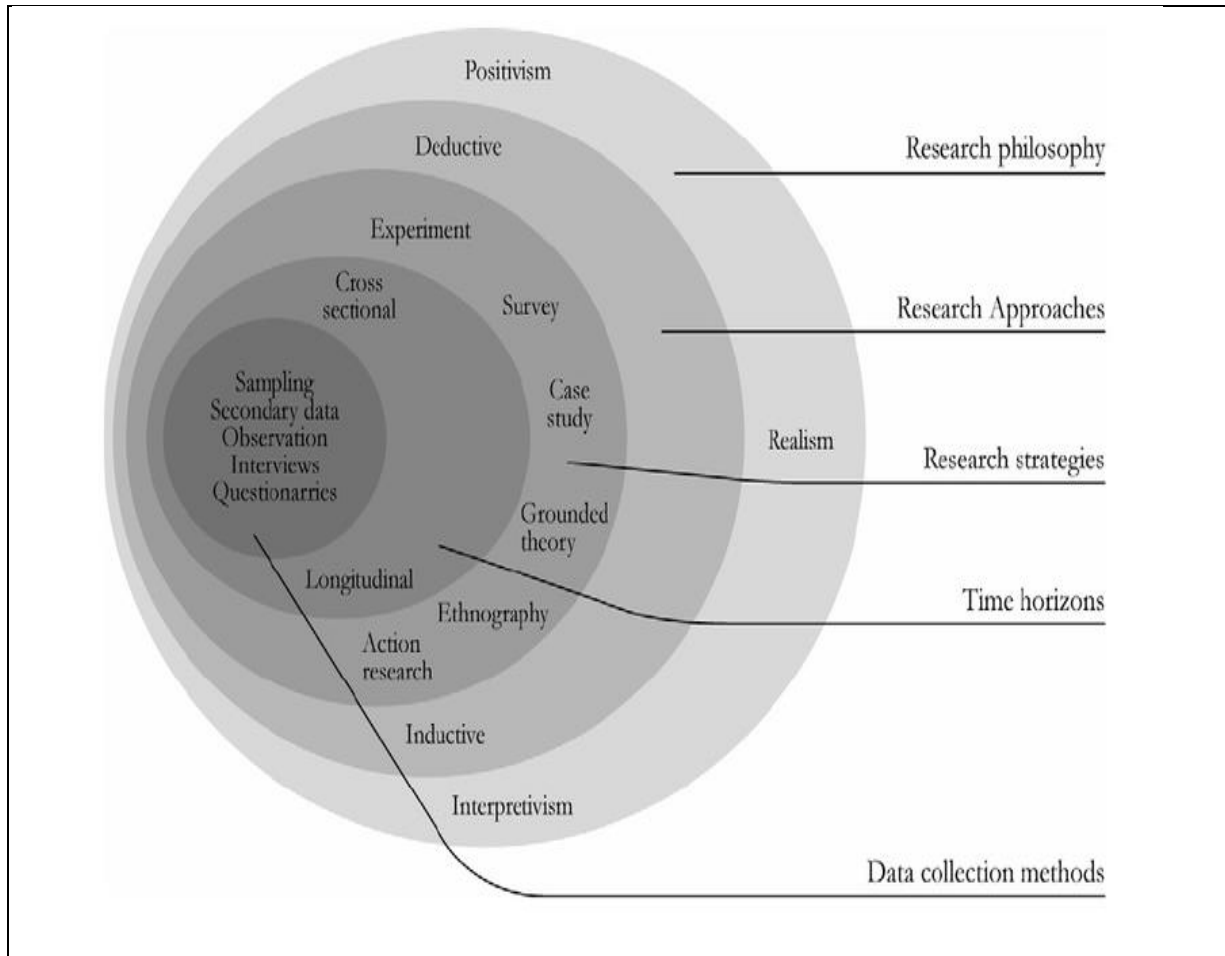 Positivism
Research philosophy
Deductive
Experiment
Cross
sectional
Survey
Research Approaches
Sampling
Secondary data
Observation
Interviews
Questionarries
Case
study
Realism
Research strategies
Grounded
theory
Longitudinal
Ethnography
Time horizons
Action
research
Inductive
Interpretivism
Data collection methods